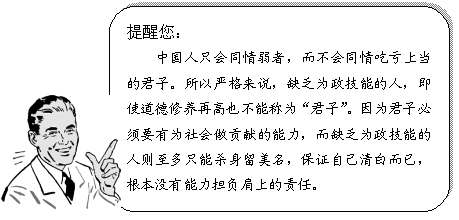 提醒您：
中国人只会同情弱者，而不会同情吃亏上当
的君子。所以严格来说，缺乏为政技能的人，即
使道德修养再高也不能称为“君子”。因为君子必
须要有为社会做贡献的能力，而缺乏为政技能的
人则至多只能杀身留美名，保证自己清白而已，
根本没有能力担负肩上的责任。